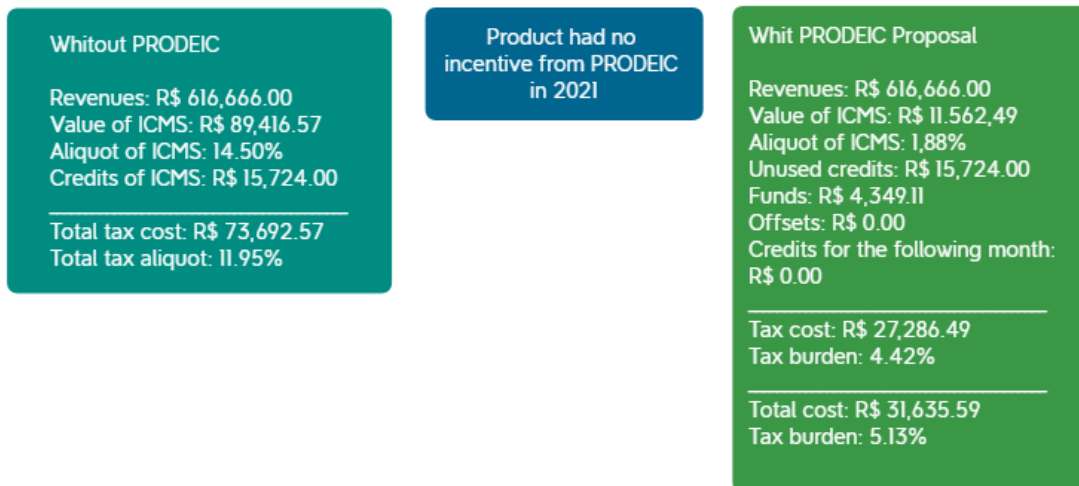 Whitout PRODEIC
Revenues: R$ 616,666.00
Value of ICMS: R$ 89,416.57
Aliquot of ICMS: 14.50%
Credits of ICMS: R$ 15,724.00
Total tax cost: R$ 73,692.57
Total tax aliquot: 11.95%
Product had no
incentive from PRODEIC
in 2021
Whit PRODEIC Proposal
Revenues: R$ 616,666.00
Value of ICMS: R$ 11.562,49
Aliquot of ICMS: 1,88%
Unused credits: R$ 15,724.00
Funds: R$ 4,349.11
Offsets: R$ 0.00
Credits for the following month:
R$ 0.00
Tax cost: R$ 27,286.49
Tax burden: 4.42%
Total cost: R$ 31,635.59
Tax burden: 5.13%